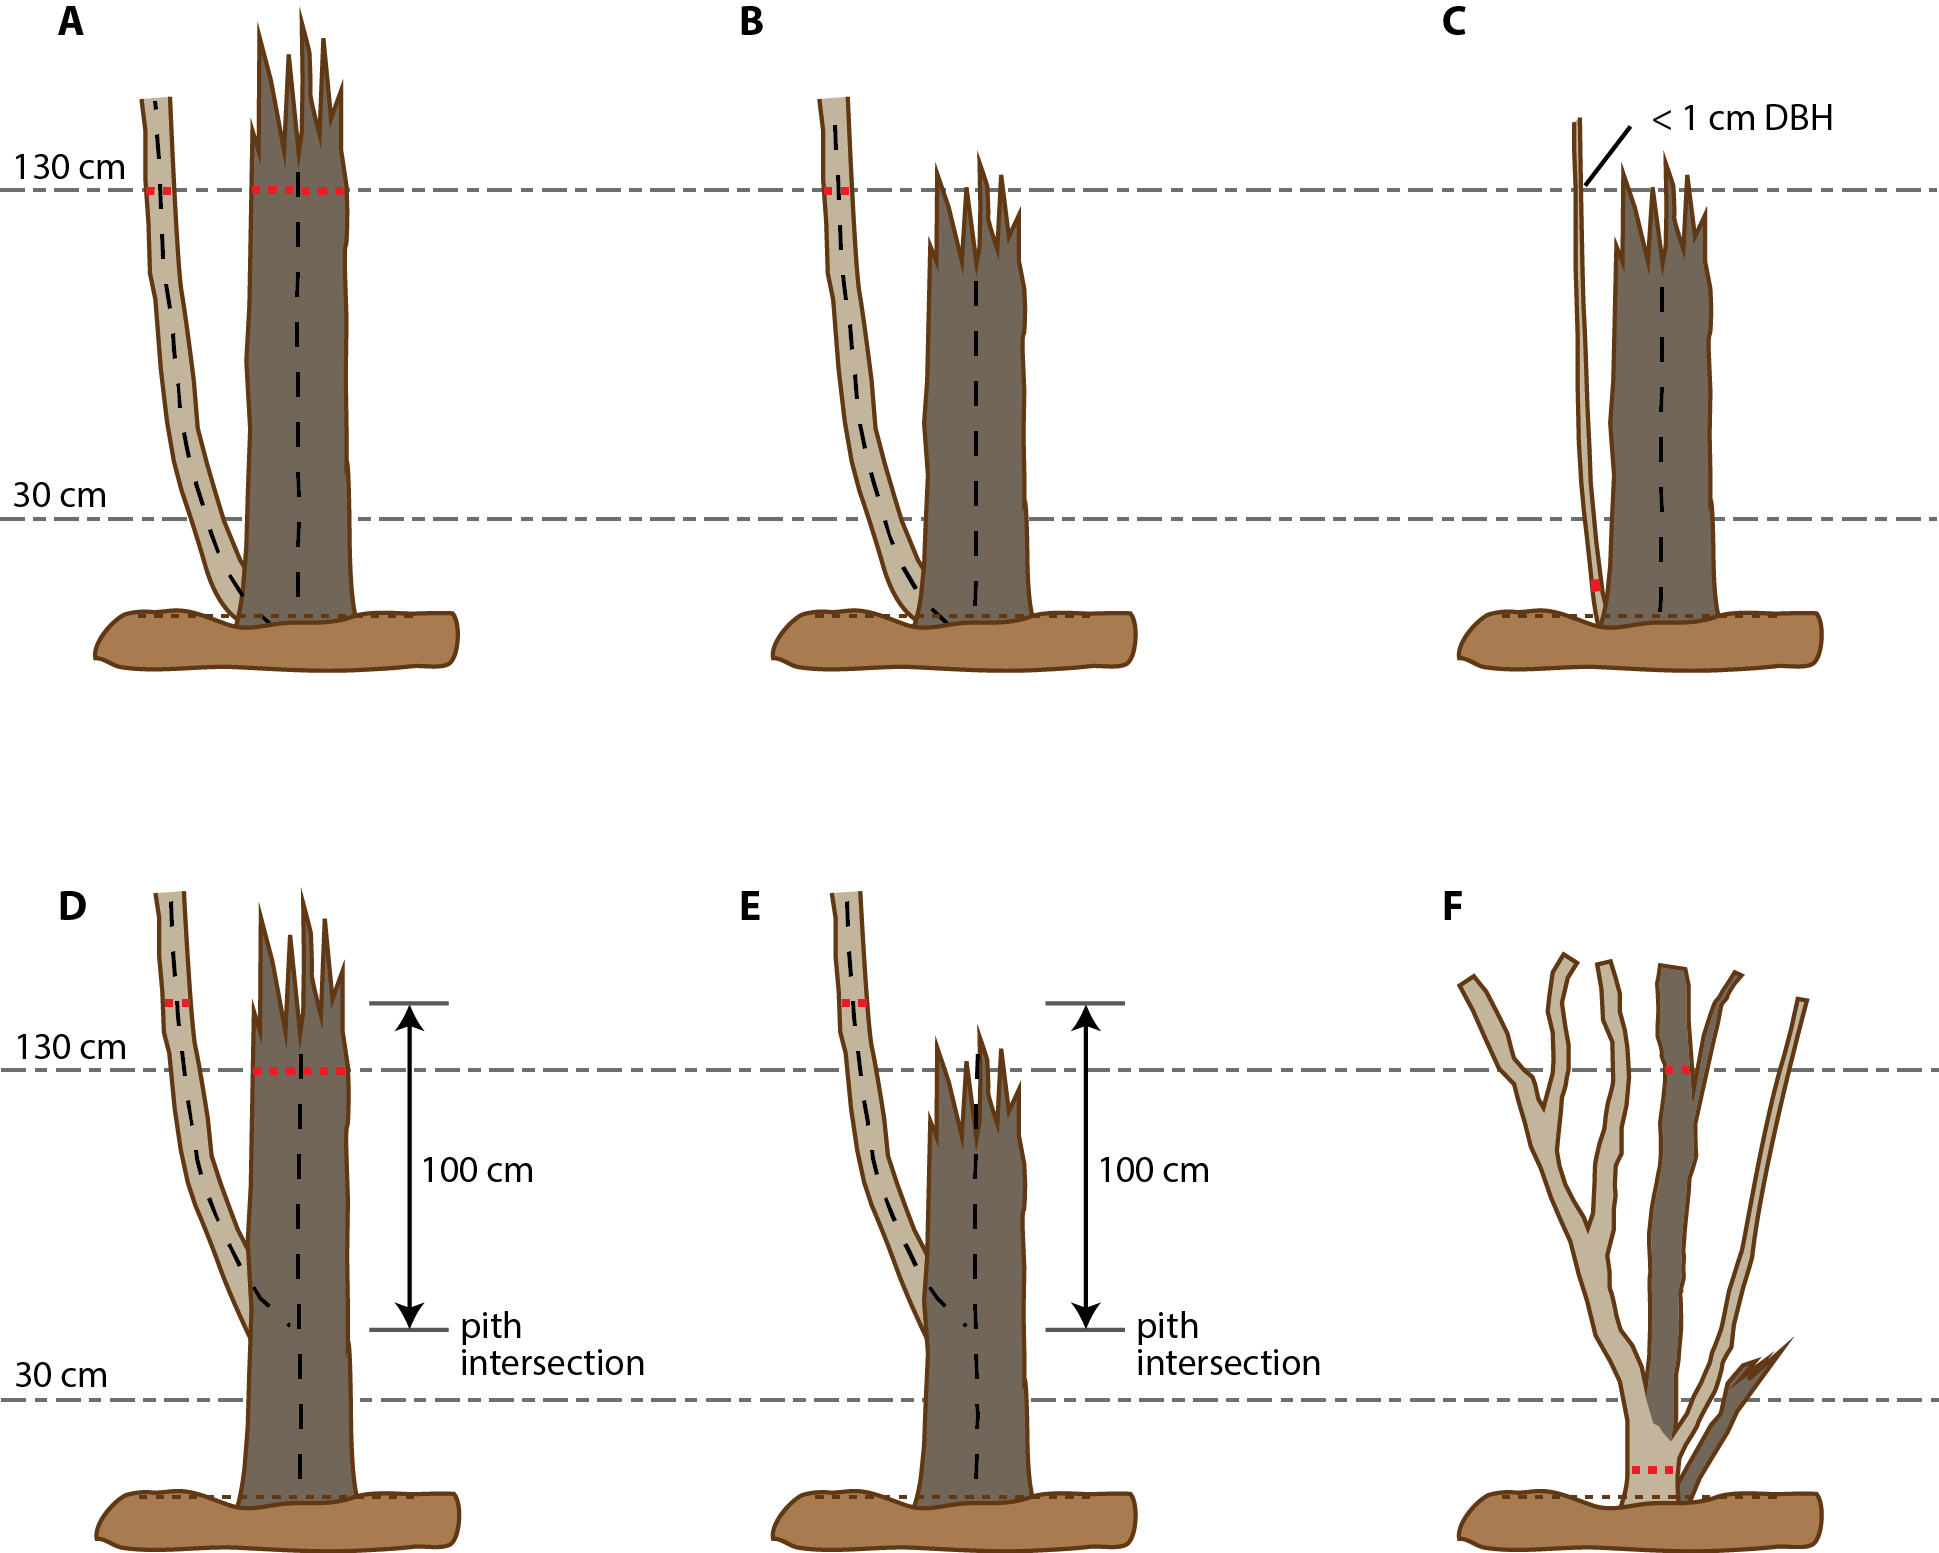 A
B
C
< 1 cm DBH
130 cm
30 cm
D
E
F
130 cm
100 cm
100 cm
pith
intersection
pith
intersection
30 cm